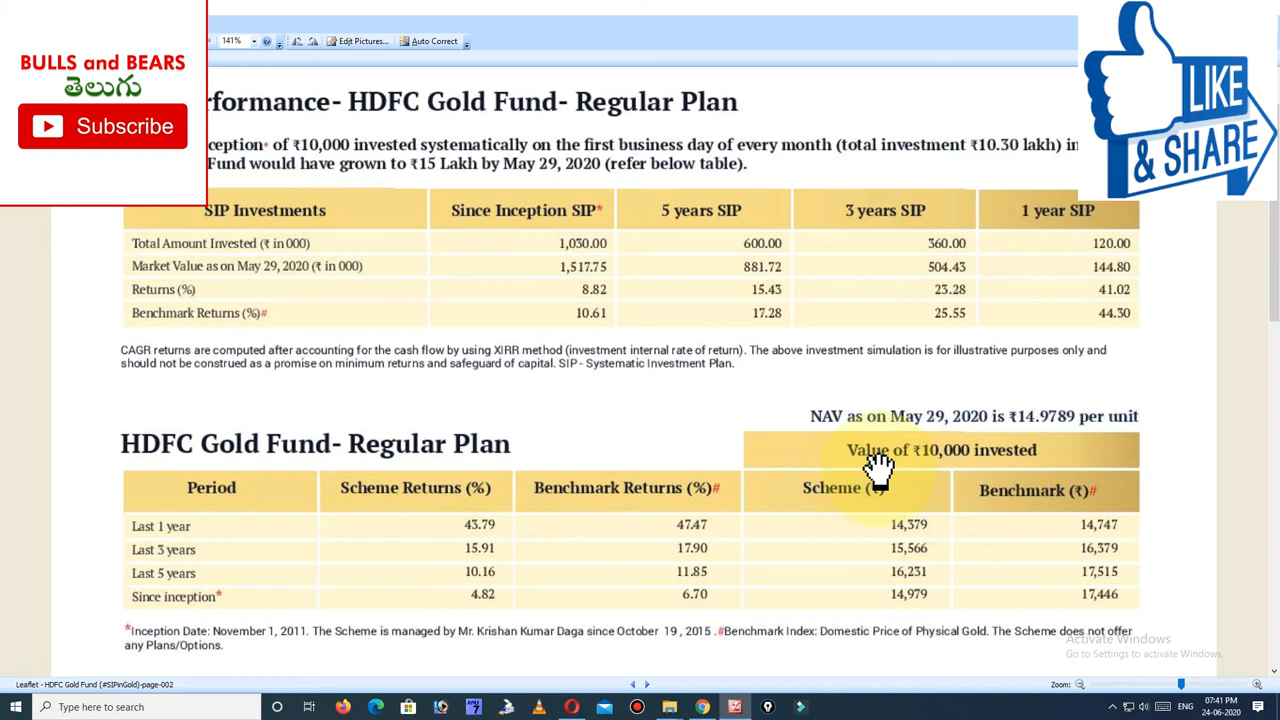 141%
Edit Pictures...
Auto Correct
BULLS and BEARS
తెలుగు
Subscribe
LIKE
& SHARE
rformance- HDFC Gold Fund- Regular Plan
ception* of ₹10,000 invested systematically on the first business day of every month (total investment ₹10.30 lakh) in
Fund would have grown to ₹15 Lakh by May 29, 2020 (refer below table).
SIP Investments Since Inception SIP* 5 years SIP 3 years SIP 1 year SIP
Total Amount Invested (₹ in 000) 1,030.00 600.00 360.00 120.00
Market Value as on May 29, 2020 (₹ in 000) 1,517.75 881.72 504.43 144.80
Returns (%) 8.82 15.43 23.28 41.02
Benchmark Returns (%)# 10.61 17.28 25.55 44.30
CAGR returns are computed after accounting for the cash flow by using XIRR method (investment internal rate of return). The above investment simulation is for illustrative purposes only and
should not be construed as a promise on minimum returns and safeguard of capital. SIP - Systematic Investment Plan.
NAV as on May 29, 2020 is ₹14.9789 per unit
HDFC Gold Fund- Regular Plan
Value of ₹10,000 invested
Period Scheme Returns (%) Benchmark Returns (%)# Scheme (₹) Benchmark (₹)#
Last 1 year 43.79 47.47 14,379 14,747
Last 3 years 15.91 17.90 15,566 16,379
Last 5 years 10.16 11.85 16,231 17,515
Since inception* 4.82 6.70 14,979 17,446
*Inception Date: November 1, 2011. The Scheme is managed by Mr. Krishan Kumar Daga since October 19 , 2015 .#Benchmark Index: Domestic Price of Physical Gold. The Scheme does not offer
any Plans/Options.
Activate Windows
Go to Settings to activate Windows.
Leaflet - HDFC Gold Fund (#SIPinGold)-page-002
Zoom:
Type here to search
ENG
07:41 PM
24-06-2020